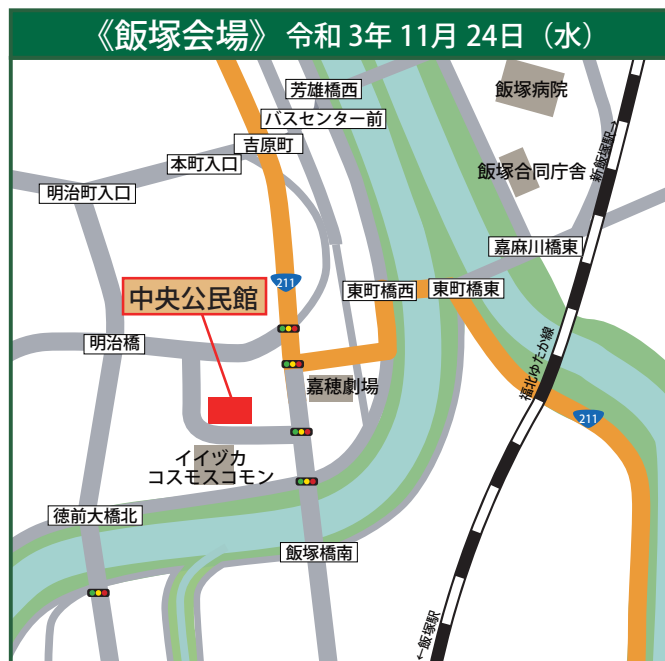 《飯塚会場》 令和 3年 11月 24日（水）
芳雄橋西
飯塚病院
バスセンター前
吉原町
本町入口
新飯塚駅→
飯塚合同庁舎
明治町入口
嘉麻川橋東
211
東町橋西
東町橋東
中央公民館
明治橋
福北ゆたか線
嘉穂劇場
211
イイヅカ
コスモスコモン
徳前大橋北
飯塚橋南
←飯塚駅